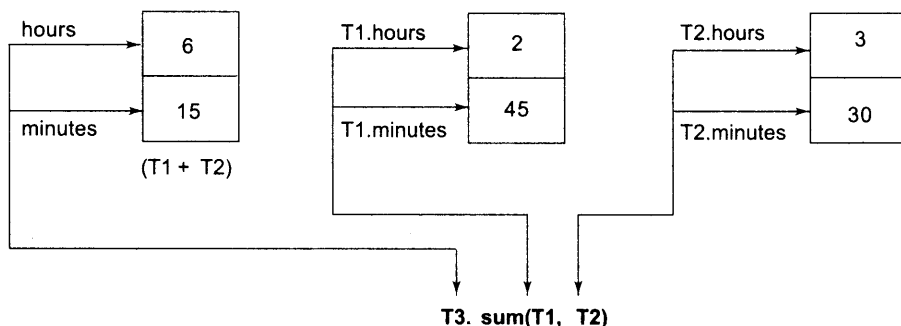 hours
6
minutes
15
(T1 + T2)
T1.hours
2
T1.minutes
45
T2.hours
3
T2.minutes
30
T3. sum(T1, T2)